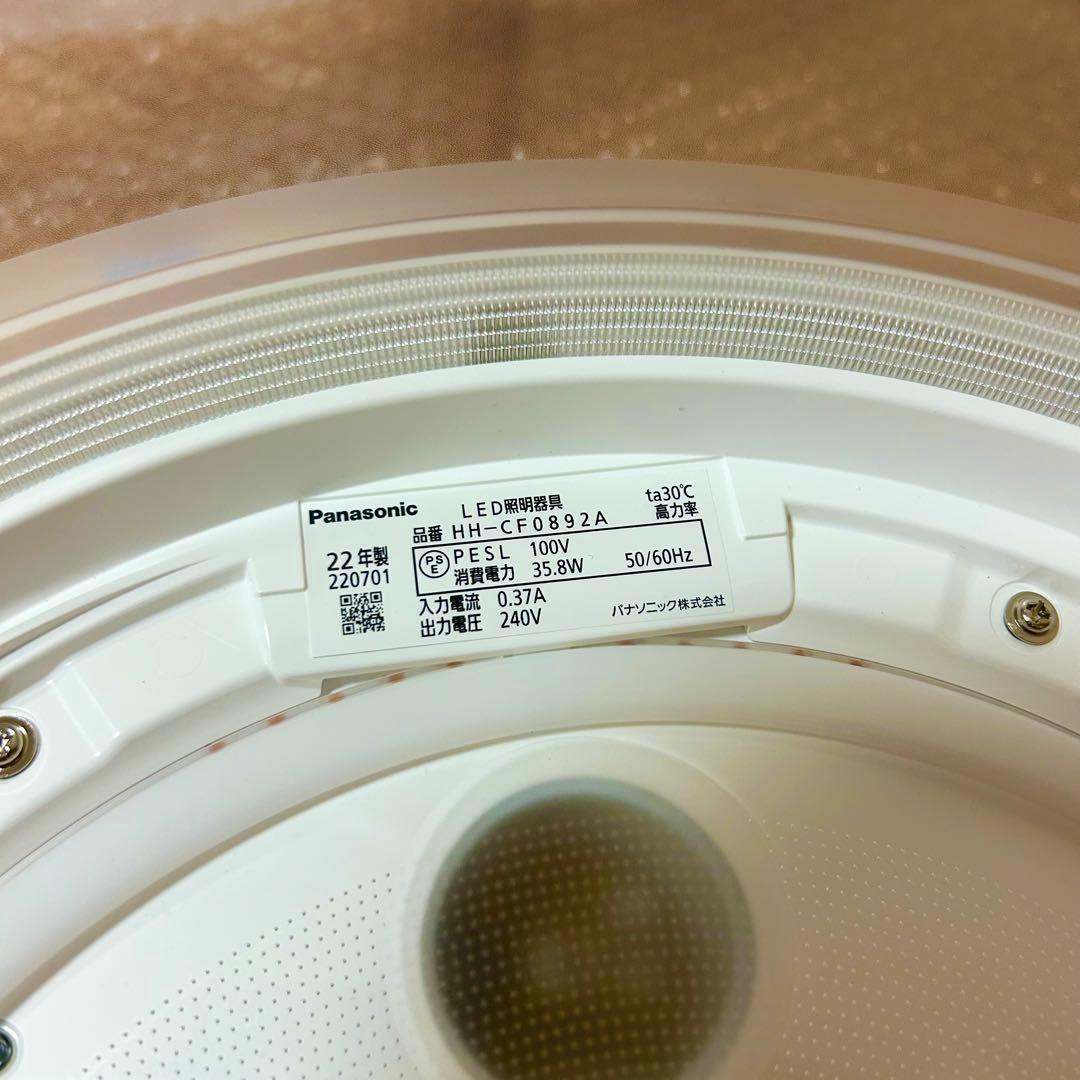 Panasonic
LED照明器具
ta30℃
品番 HH-CF0892A
高力率
22年製
220701
PSE PESL 100V
消費電力 35.8W 50/60Hz
入力電流 0.37A
出力電圧 240V
パナソニック株式会社